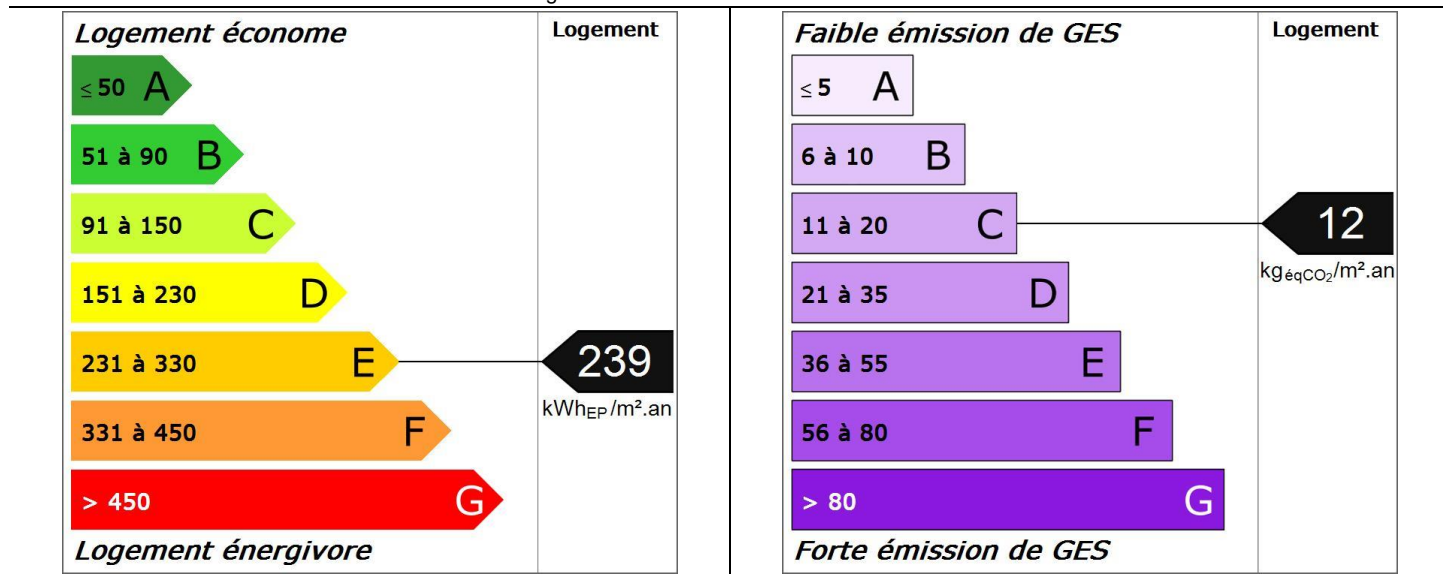 Logement économe
Logement
≤ 50 A
51 à 90 B
91 à 150 C
151 à 230 D
231 à 330 E
239
kWhEP/m².an
331 à 450 F
> 450 G
Logement énergivore
Faible émission de GES
Logement
≤ 5 A
6 à 10 B
11 à 20 C
12
kgéqCO₂/m².an
21 à 35 D
36 à 55 E
56 à 80 F
> 80 G
Forte émission de GES